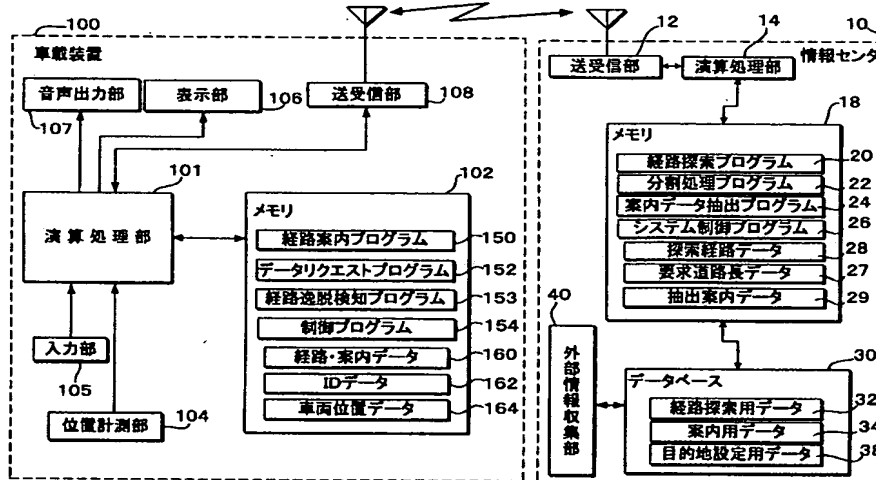 100
車載装置
音声出力部
107
表示部
106
送受信部
108
101
演算処理部
入力部
105
位置計測部
104
102
メモリ
経路案内プログラム
150
データリクエストプログラム
152
経路逸脱検知プログラム
153
制御プログラム
154
経路・案内データ
160
IDデータ
162
車両位置データ
164
10
情報センタ
12
送受信部
14
演算処理部
18
メモリ
経路探索プログラム
20
分割処理プログラム
22
案内データ抽出プログラム
24
システム制御プログラム
26
探索経路データ
28
要求道路長データ
27
抽出案内データ
29
40
外部情報収集部
30
データベース
経路探索用データ
32
案内用データ
34
目的地設定用データ
38